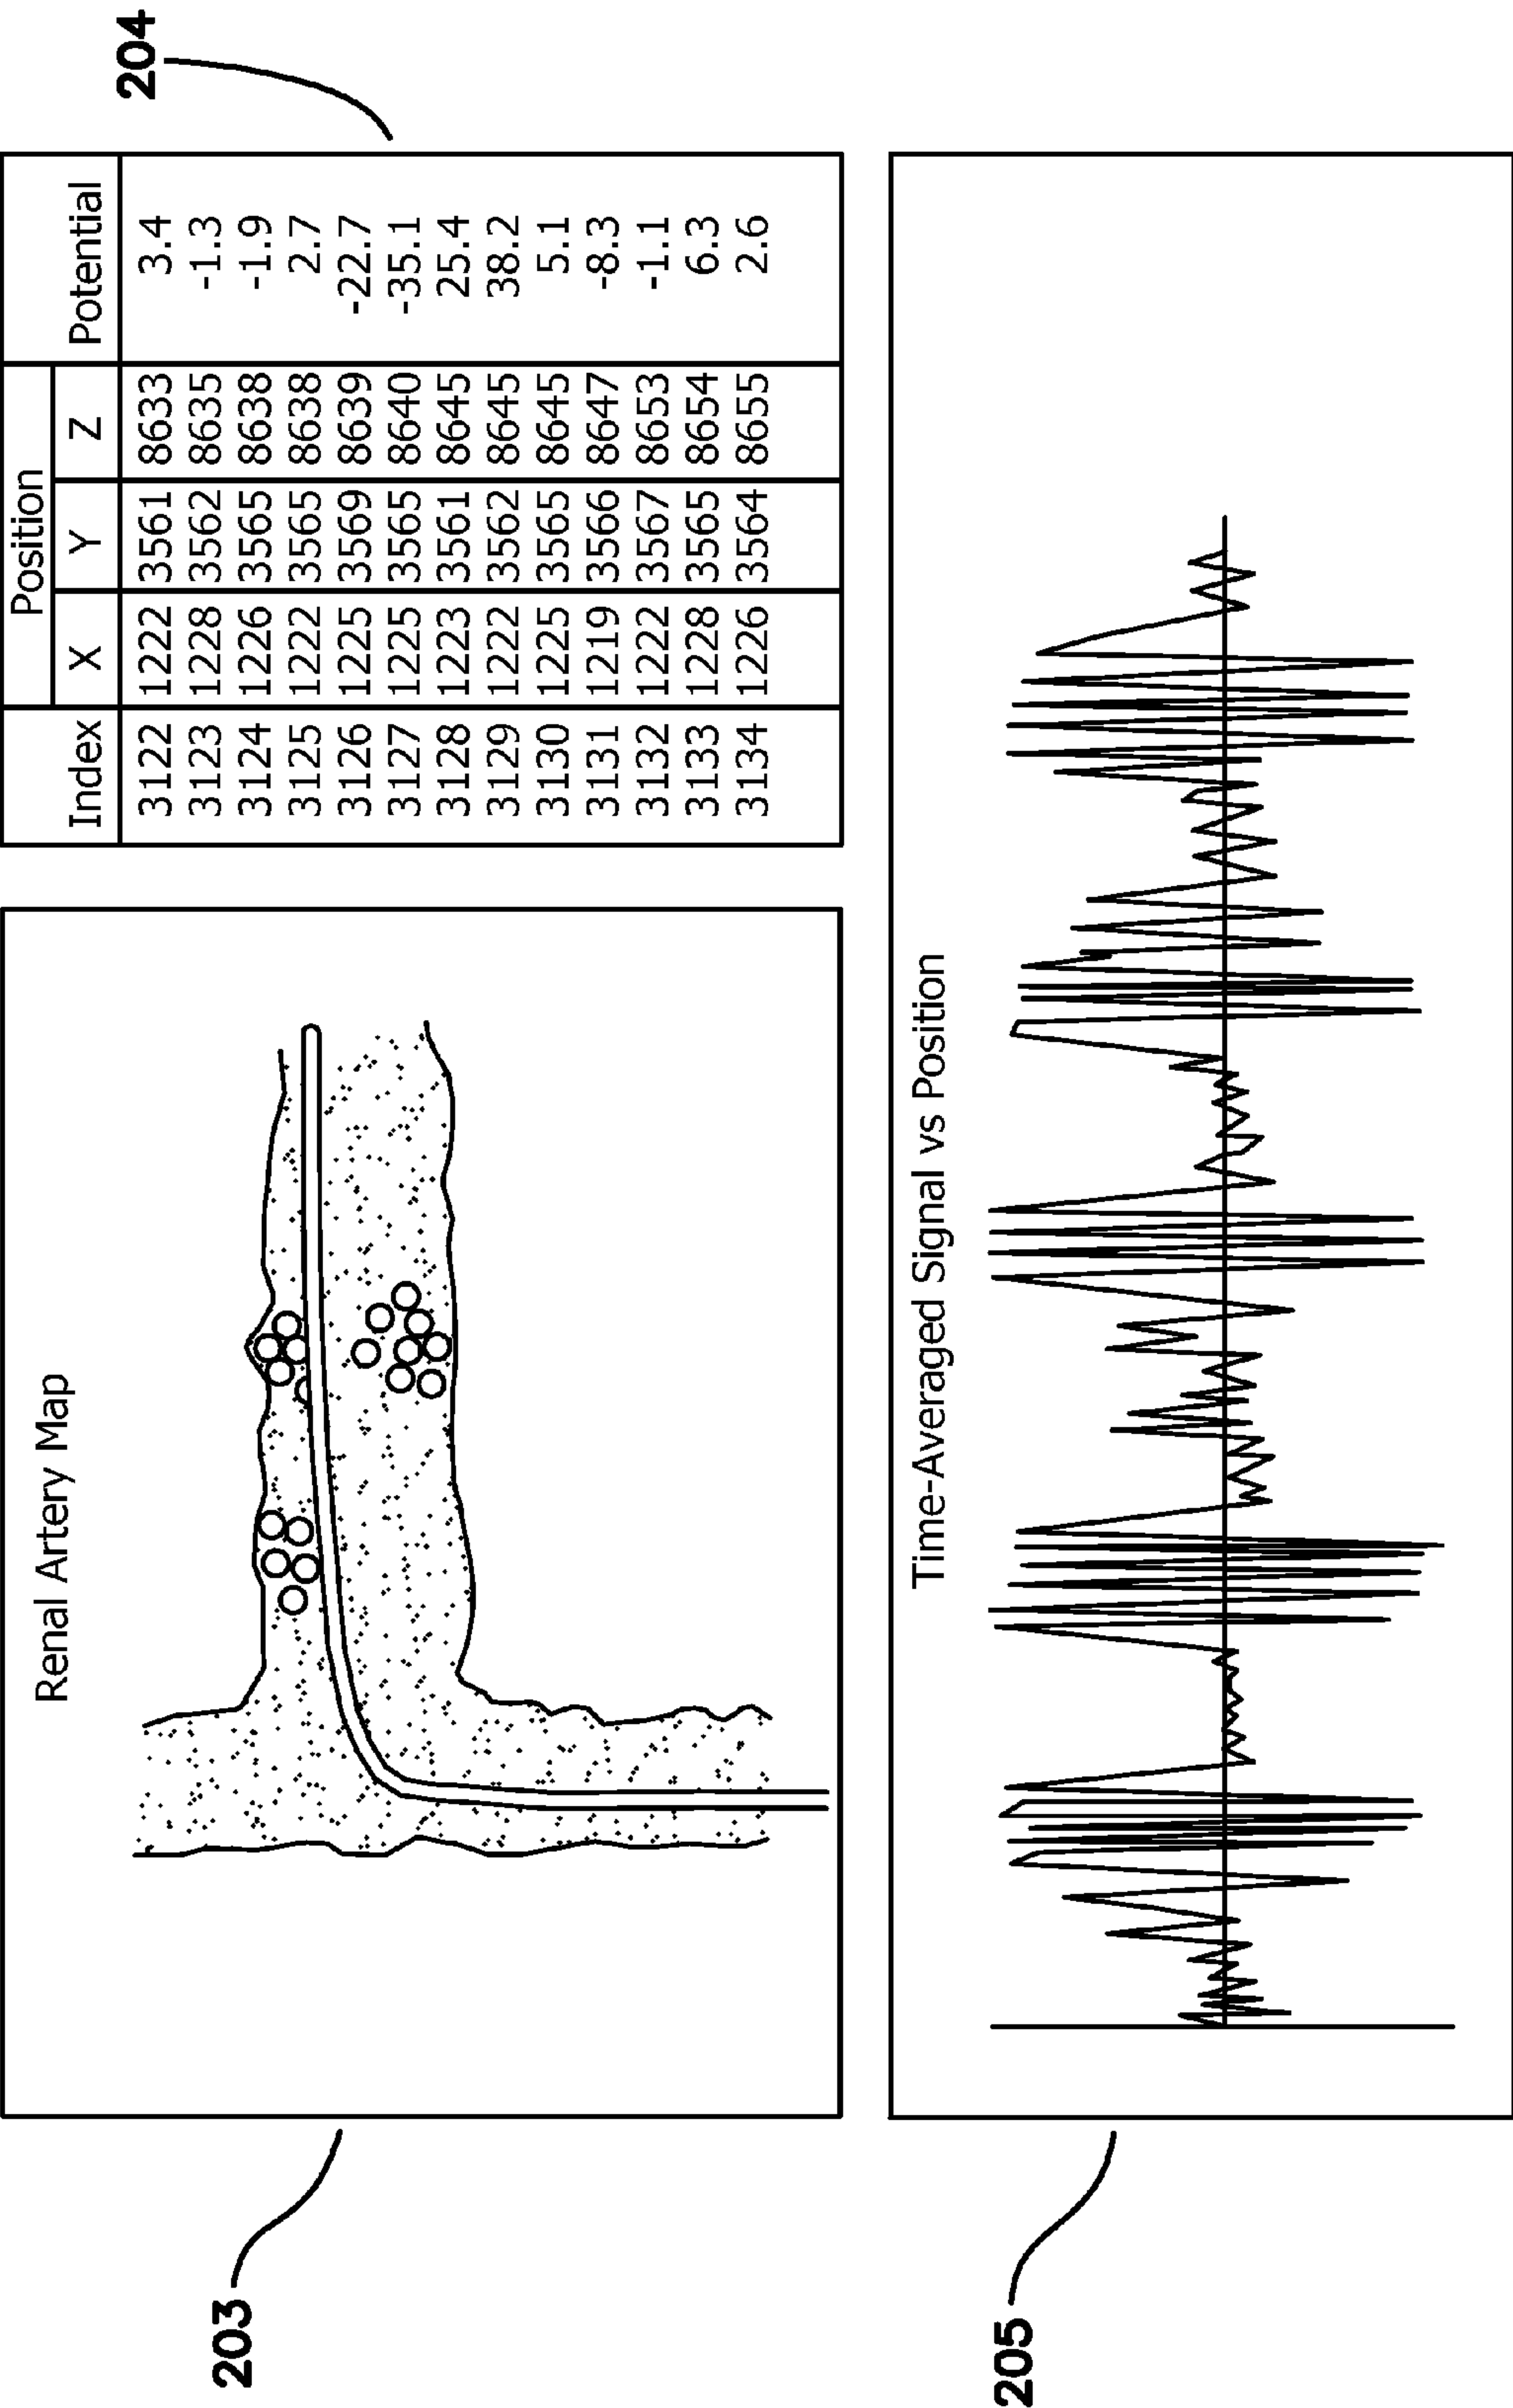 Renal Artery Map
203
204
Index Position Potential
X Y Z
3122 1222 3561 8633 3.4
3123 1228 3562 8635 -1.3
3124 1226 3565 8638 -1.9
3125 1222 3565 8638 2.7
3126 1225 3569 8639 -22.7
3127 1225 3565 8640 -35.1
3128 1223 3561 8645 25.4
3129 1222 3562 8645 38.2
3130 1225 3565 8645 5.1
3131 1219 3566 8647 -8.3
3132 1222 3567 8653 -1.1
3133 1228 3565 8654 6.3
3134 1226 3564 8655 2.6
Time-Averaged Signal vs Position
205